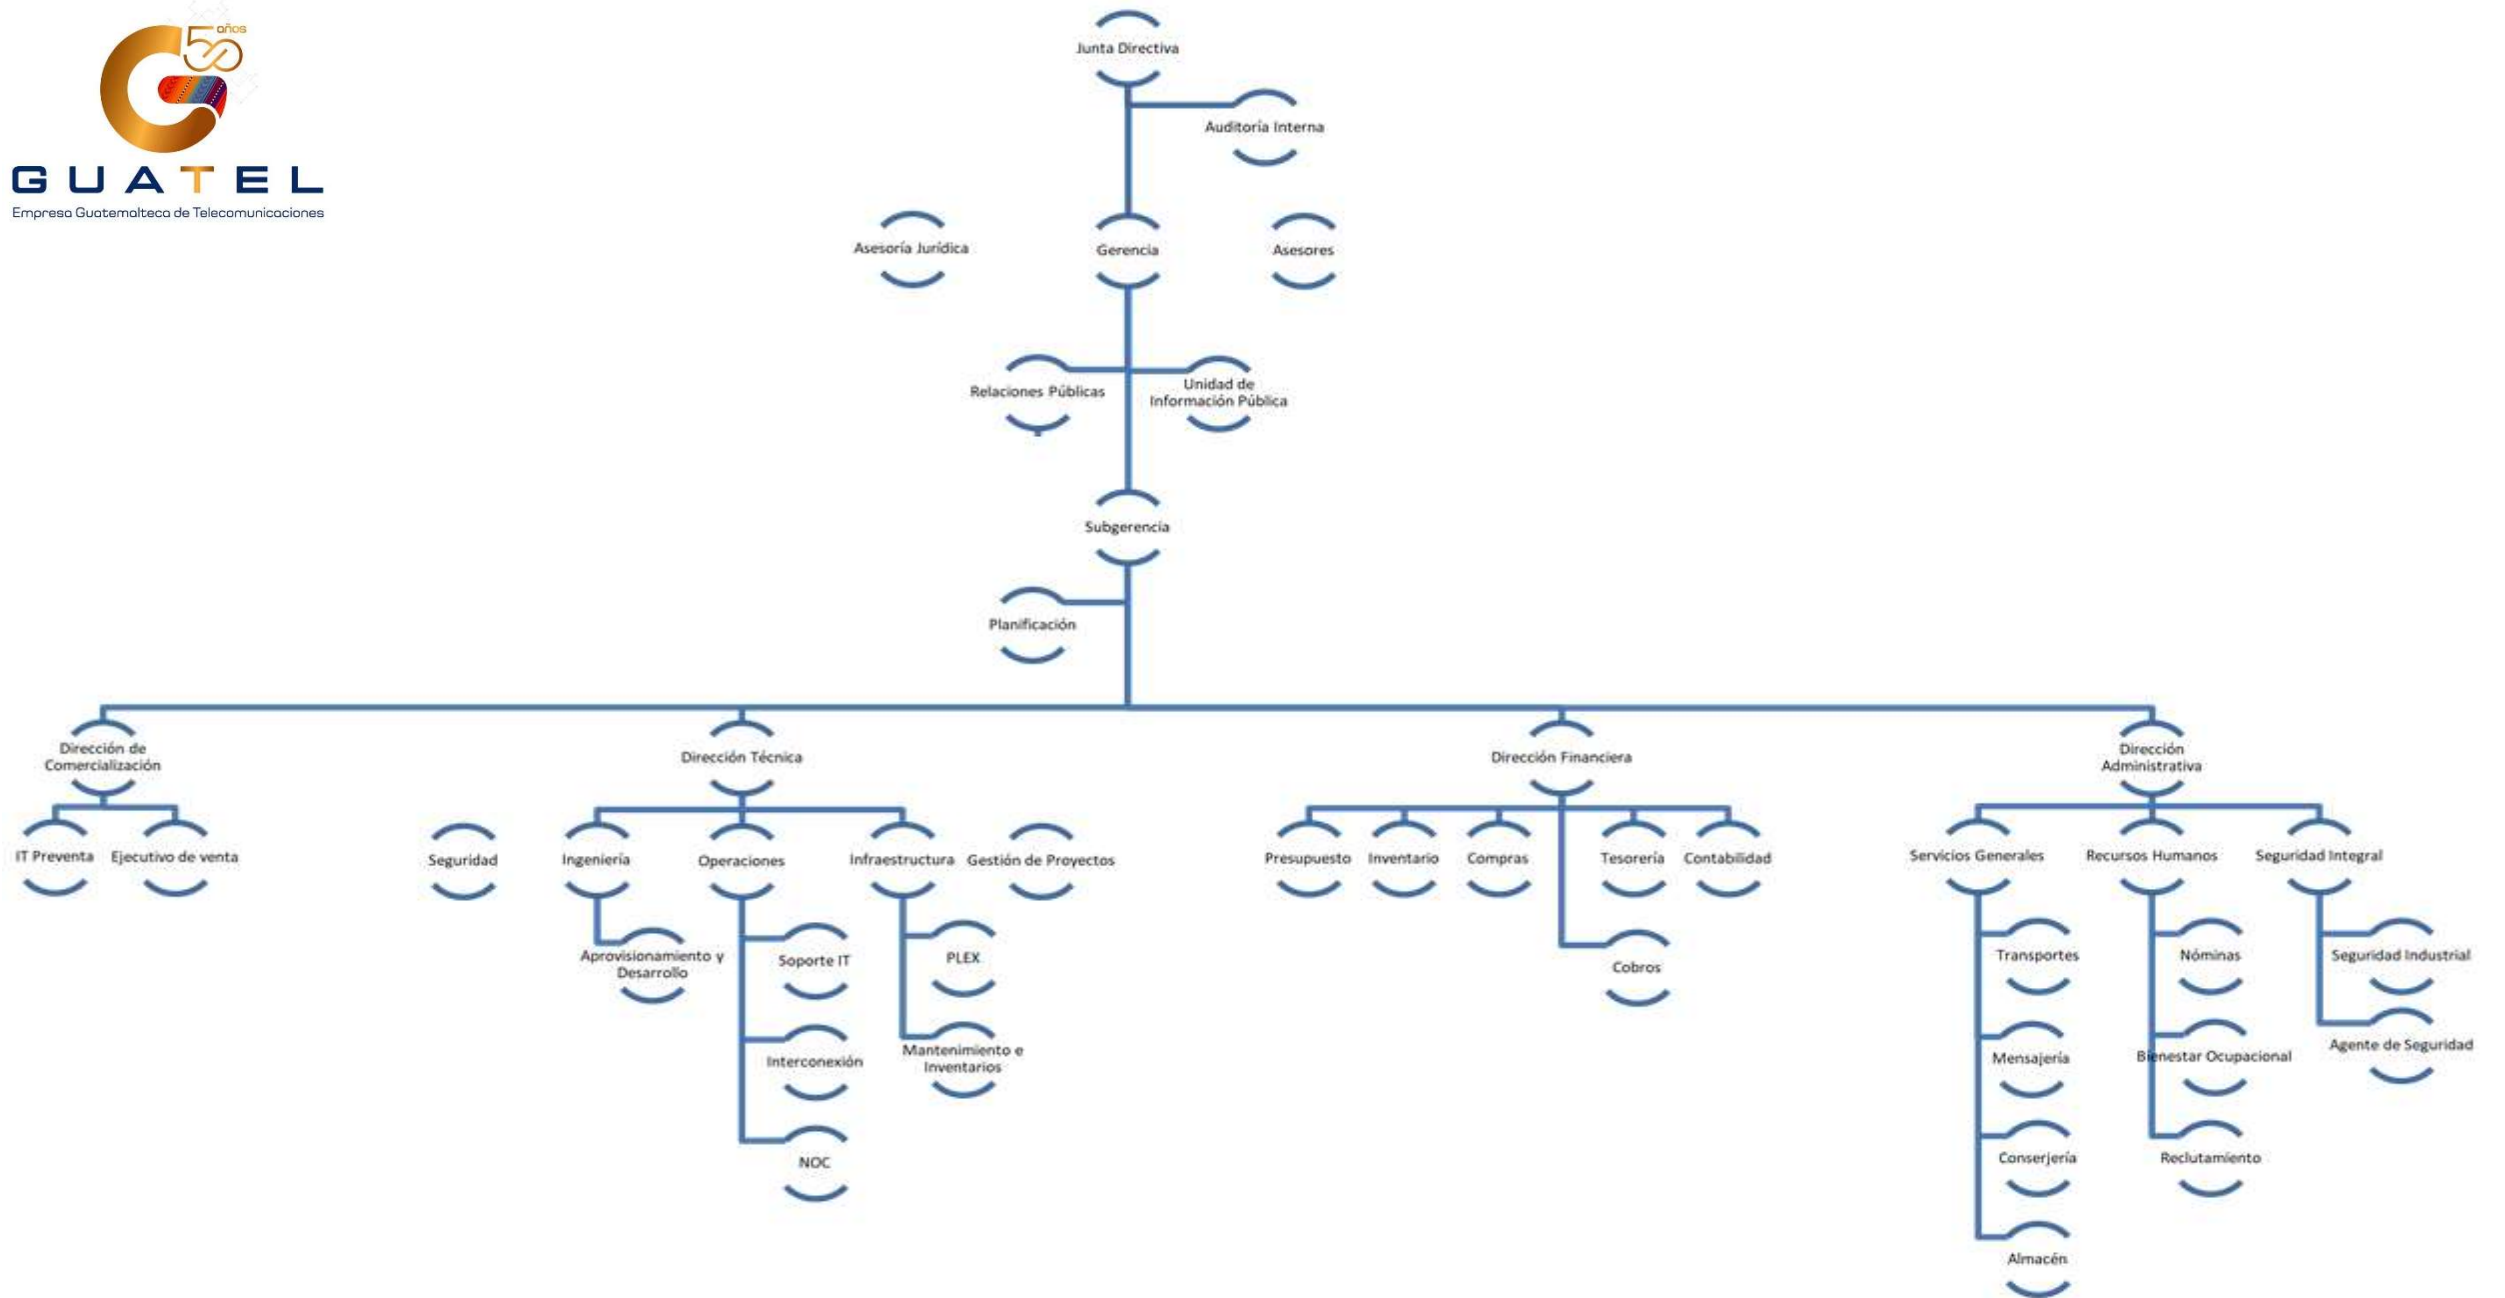 50 años
GUATEL
Empresa Guatemalteca de Telecomunicaciones
Junta Directiva
Auditoría Interna
Asesoría Jurídica
Gerencia
Asesores
Relaciones Públicas
Unidad de
Información Pública
Subgerencia
Planificación
Dirección de
Comercialización
Dirección Técnica
Dirección Financiera
Dirección
Administrativa
IT Preventa
Ejecutivo de venta
Seguridad
Ingeniería
Operaciones
Infraestructura
Gestión de Proyectos
Presupuesto
Inventario
Compras
Tesorería
Contabilidad
Servicios Generales
Recursos Humanos
Seguridad Integral
Aprovisionamiento y
Desarrollo
Soporte IT
PLEX
Cobros
Transportes
Nóminas
Seguridad Industrial
Interconexión
Mantenimiento e
Inventarios
Mensajería
Bienestar Ocupacional
Agente de Seguridad
NOC
Conserjería
Reclutamiento
Almacén